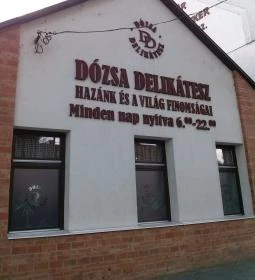 DÓZSA
DD
DELIKÁTESZ
DÓZSA DELIKÁTESZ
HAZÁNK ÉS A VILÁG FINOMSÁGAI
Minden nap nyitva 6.00-22.00